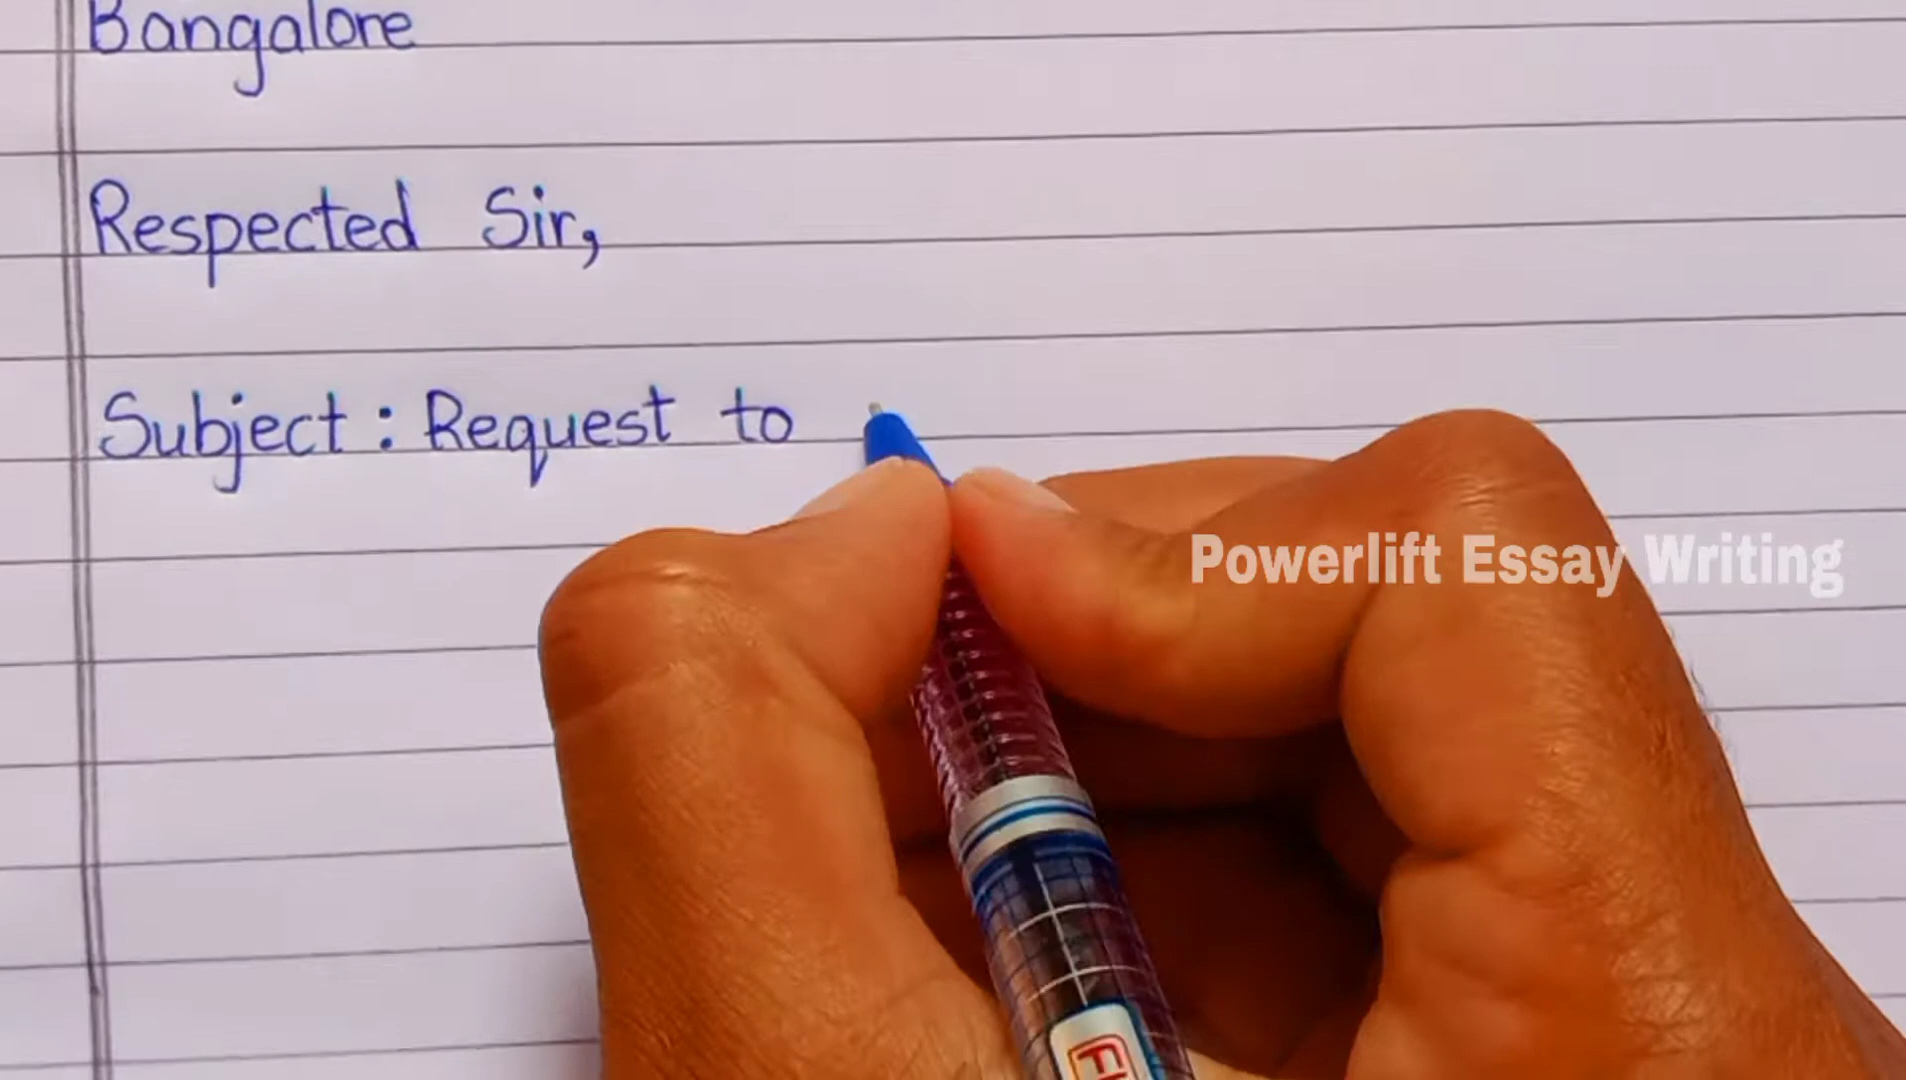 Bangalore
Respected Sir,
Subject : Request to
Powerlift Essay Writing